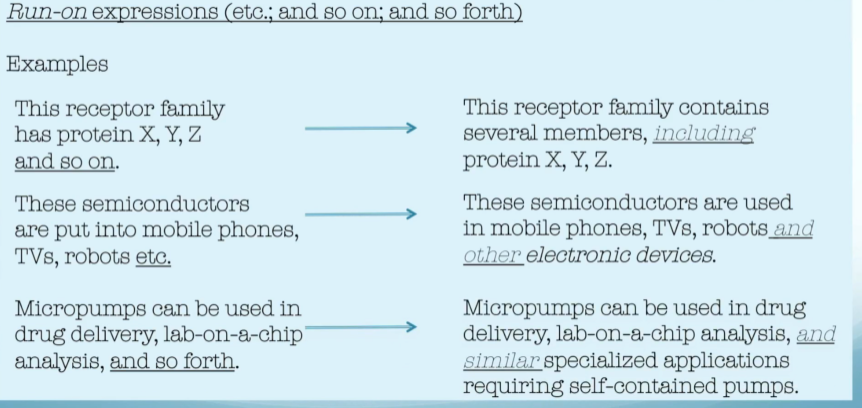 Run-on expressions (etc.; and so on; and so forth)
Examples
This receptor family
has protein X, Y, Z
and so on.
This receptor family contains
several members, including
protein X, Y, Z.
These semiconductors
are put into mobile phones,
TVs, robots etc.
These semiconductors are used
in mobile phones, TVs, robots and
other electronic devices.
Micropumps can be used in
drug delivery, lab-on-a-chip
analysis, and so forth.
Micropumps can be used in drug
delivery, lab-on-a-chip analysis, and
similar specialized applications
requiring self-contained pumps.